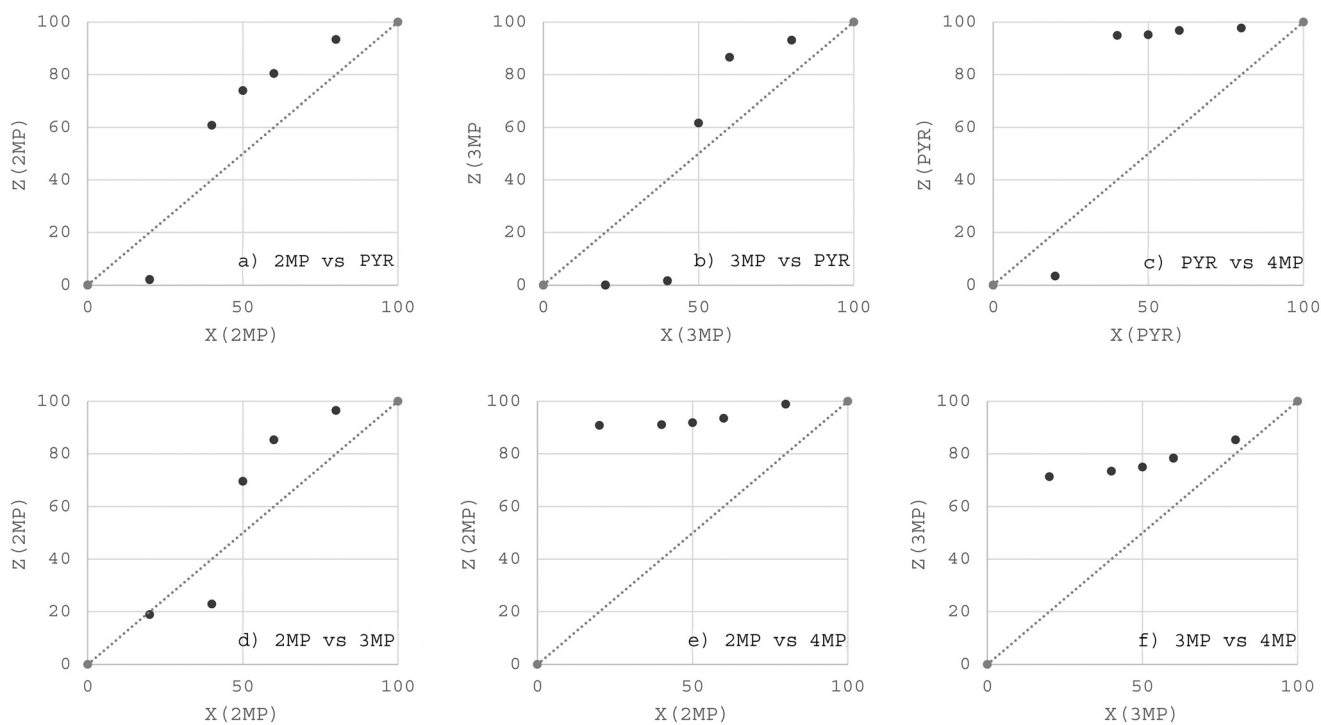 100
80
60
40
20
0
Z(2MP)
a) 2MP vs PYR
0 50 100
X(2MP)
100
80
60
40
20
0
Z(3MP
b) 3MP vs PYR
0 50 100
X(3MP)
100
80
60
40
20
0
Z(PYR)
c) PYR vs 4MP
0 50 100
X(PYR)
100
80
60
40
20
0
Z(2MP)
d) 2MP vs 3MP
0 50 100
X(2MP)
100
80
60
40
20
0
Z(2MP)
e) 2MP vs 4MP
0 50 100
X(2MP)
100
80
60
40
20
0
Z(3MP)
f) 3MP vs 4MP
0 50 100
X(3MP)